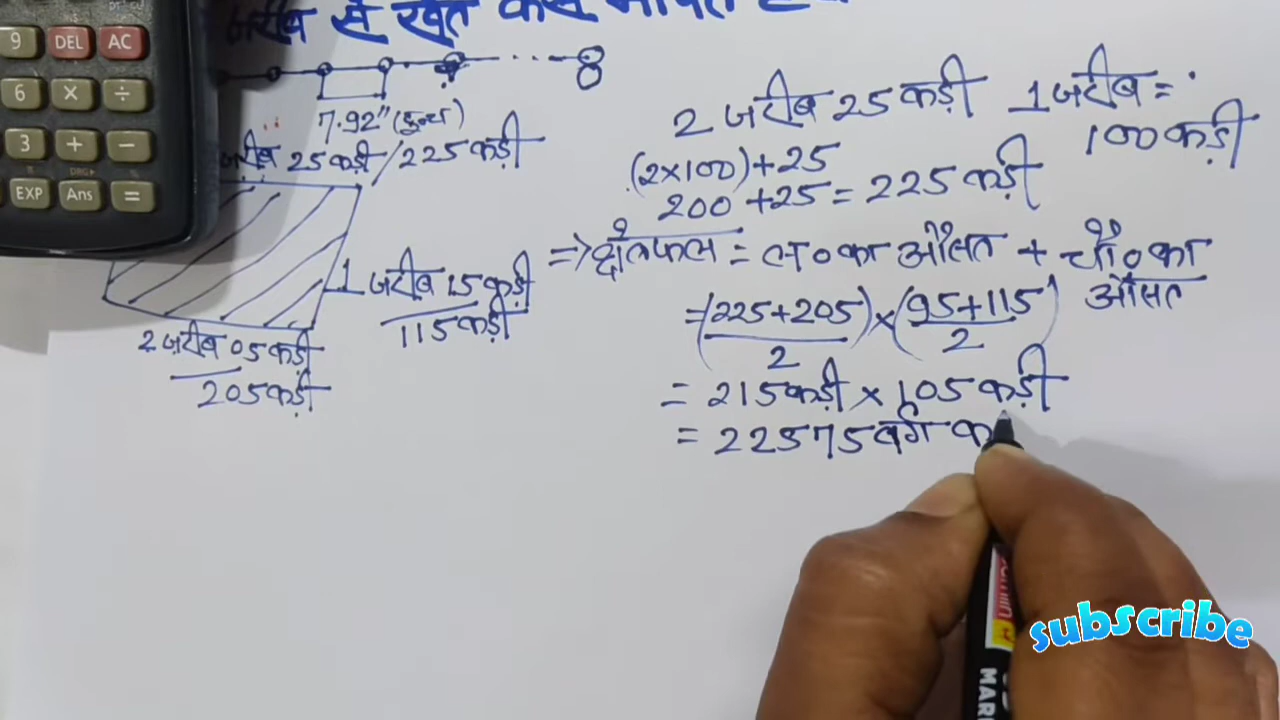 जरीब से खेत कैसे मापते हैं
9 DEL AC
6 × ÷
3 + −
EXP Ans =
7.92" (इन्च)
जरीब 25 कड़ी / 225 कड़ी
1 जरीब 15 कड़ी
115 कड़ी
2 जरीब 05 कड़ी
205 कड़ी
2 जरीब 25 कड़ी 1 जरीब =
100 कड़ी
(2×100)+25
200 +25 = 225 कड़ी
=> क्षेत्रफल = ल० का औसत + चौ० का
औसत
= (225+205)/2 × (95+115)/2
= 215 कड़ी × 105 कड़ी
= 22575 वर्ग क
subscribe
MAR